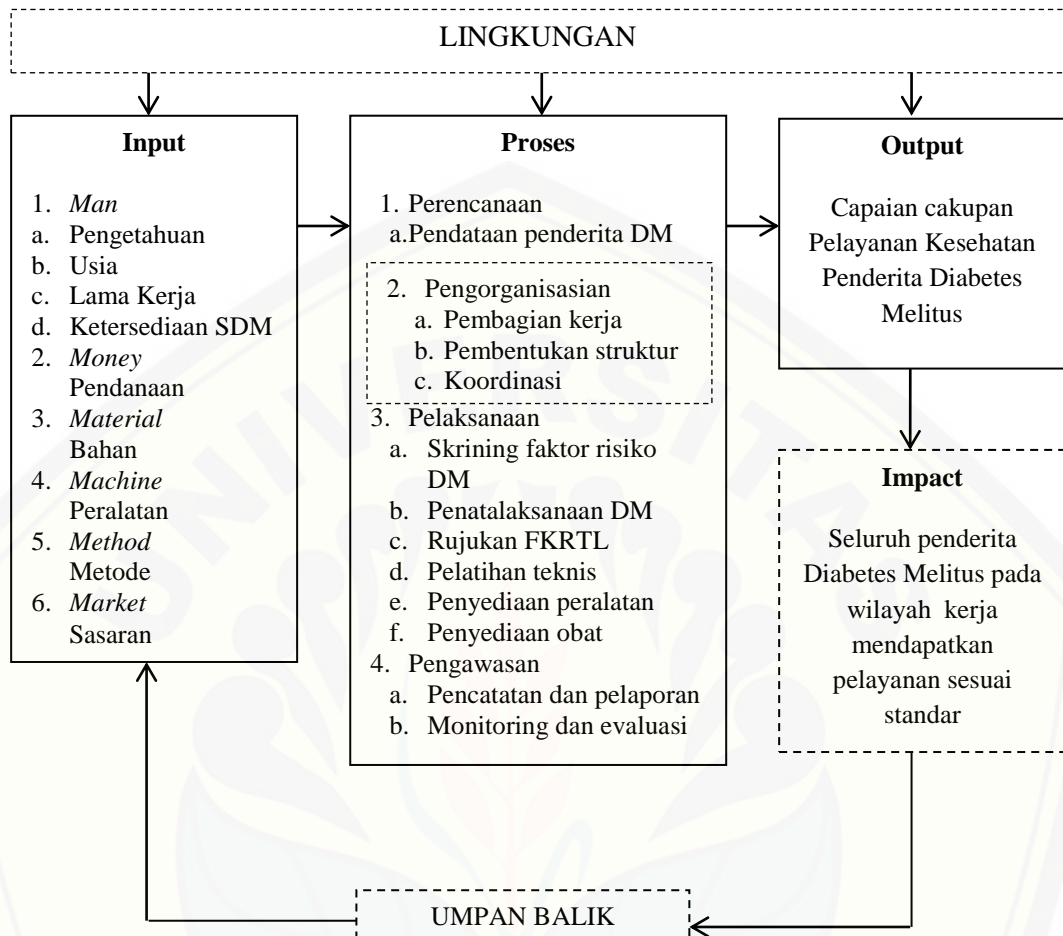 LINGKUNGAN
Input
1. Man
a. Pengetahuan
b. Usia
c. Lama Kerja
d. Ketersediaan SDM
2. Money
Pendanaan
3. Material
Bahan
4. Machine
Peralatan
5. Method
Metode
6. Market
Sasaran
Proses
1. Perencanaan
a.Pendataan penderita DM
2. Pengorganisasian
a. Pembagian kerja
b. Pembentukan struktur
c. Koordinasi
3. Pelaksanaan
a. Skrining faktor risiko
DM
b. Penatalaksanaan DM
c. Rujukan FKRTL
d. Pelatihan teknis
e. Penyediaan peralatan
f. Penyediaan obat
4. Pengawasan
a. Pencatatan dan pelaporan
b. Monitoring dan evaluasi
Output
Capaian cakupan
Pelayanan Kesehatan
Penderita Diabetes
Melitus
Impact
Seluruh penderita
Diabetes Melitus pada
wilayah kerja
mendapatkan
pelayanan sesuai
standar
UMPAN BALIK
UNIVERSITAS